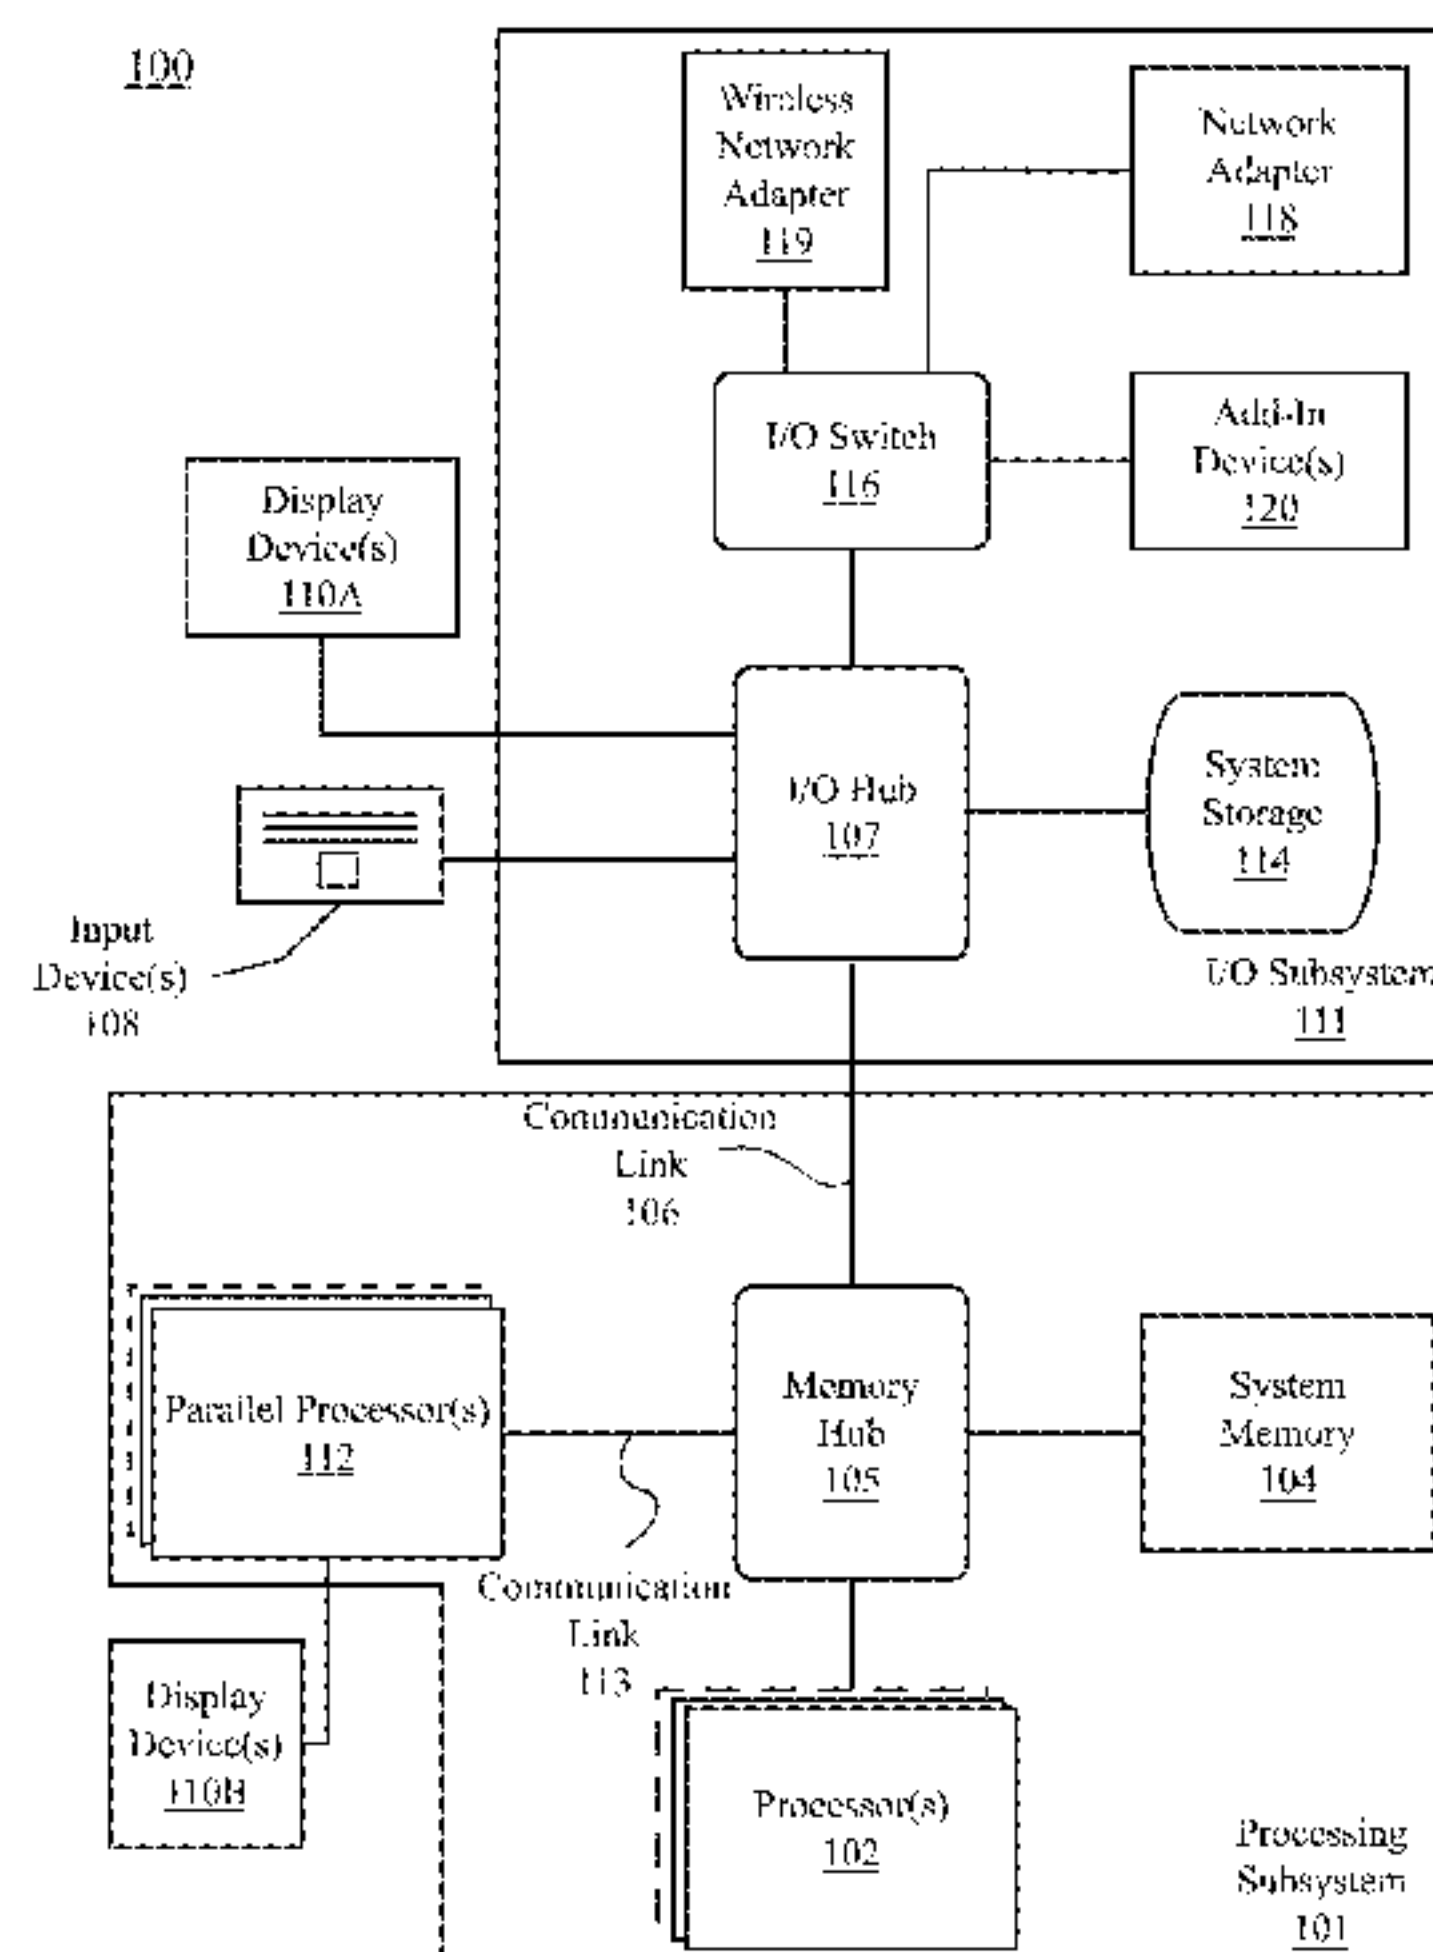 100
Wireless
Network
Adapter
119
Network
Adapter
118
I/O Switch
116
Add-In
Device(s)
120
Display
Device(s)
110A
I/O Hub
107
System
Storage
114
Input
Device(s)
108
I/O Subsystem
111
Communication
Link
106
Parallel Processor(s)
112
Memory
Hub
105
System
Memory
104
Communication
Link
113
Display
Device(s)
110B
Processor(s)
102
Processing
Subsystem
101